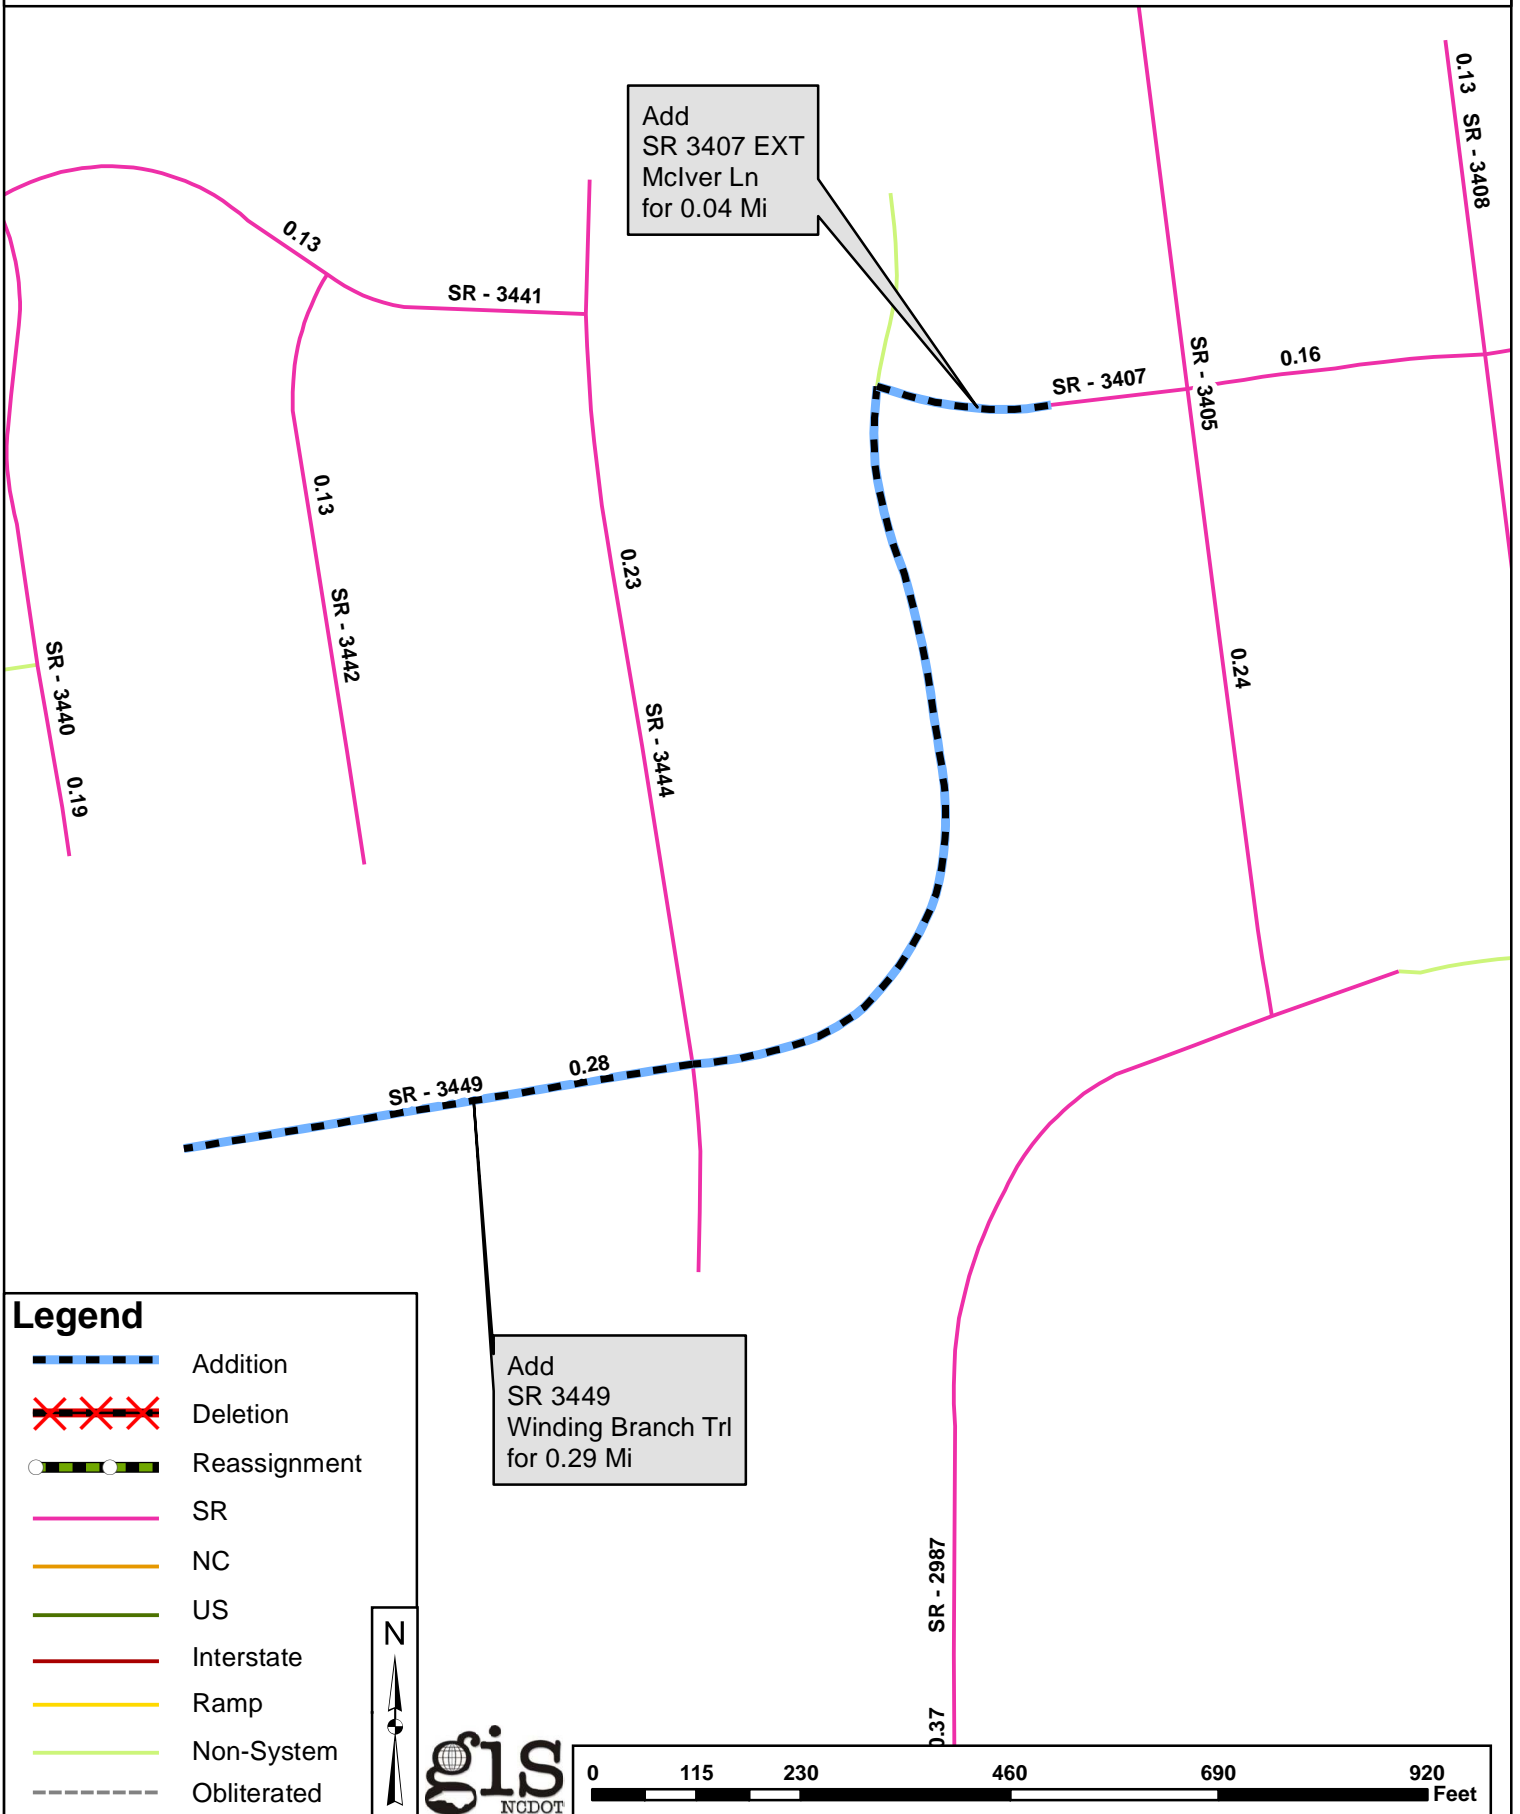 Add
SR 3407 EXT
McIver Ln
for 0.04 Mi
0.13
SR - 3408
0.13
SR - 3441
SR - 3407
0.16
SR - 3405
0.13
0.23
SR - 3442
SR - 3440
0.24
SR - 3444
0.19
0.28
SR - 3449
Add
SR 3449
Winding Branch Trl
for 0.29 Mi
SR - 2987
0.37
Legend
Addition
Deletion
Reassignment
SR
NC
US
Interstate
Ramp
Non-System
Obliterated
N
gis
NCDOT
0 115 230 460 690 920
Feet